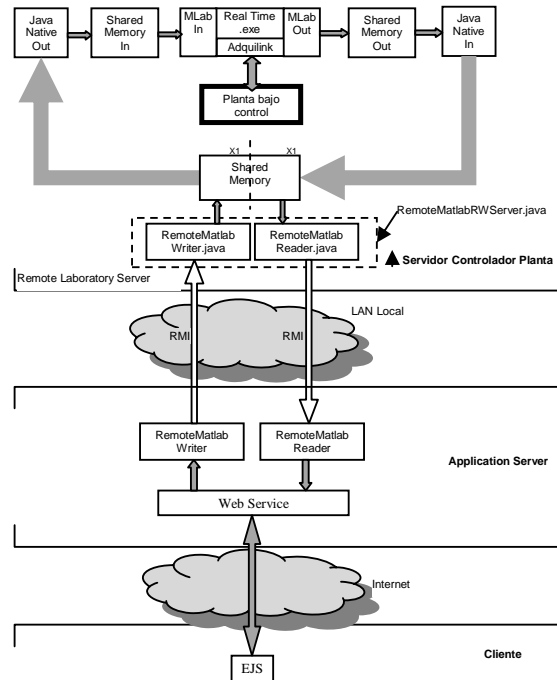 Java
Native
Out
Shared
Memory
In
MLab
In
Real Time
.exe
Adquilink
MLab
Out
Shared
Memory
Out
Java
Native
In
Planta bajo
control
X1
X1
Shared
Memory
RemoteMatlabRWServer.java
RemoteMatlab
Writer.java
RemoteMatlab
Reader.java
Servidor Controlador Planta
Remote Laboratory Server
LAN Local
RMI
RMI
RemoteMatlab
Writer
RemoteMatlab
Reader
Application Server
Web Service
Internet
Cliente
EJS